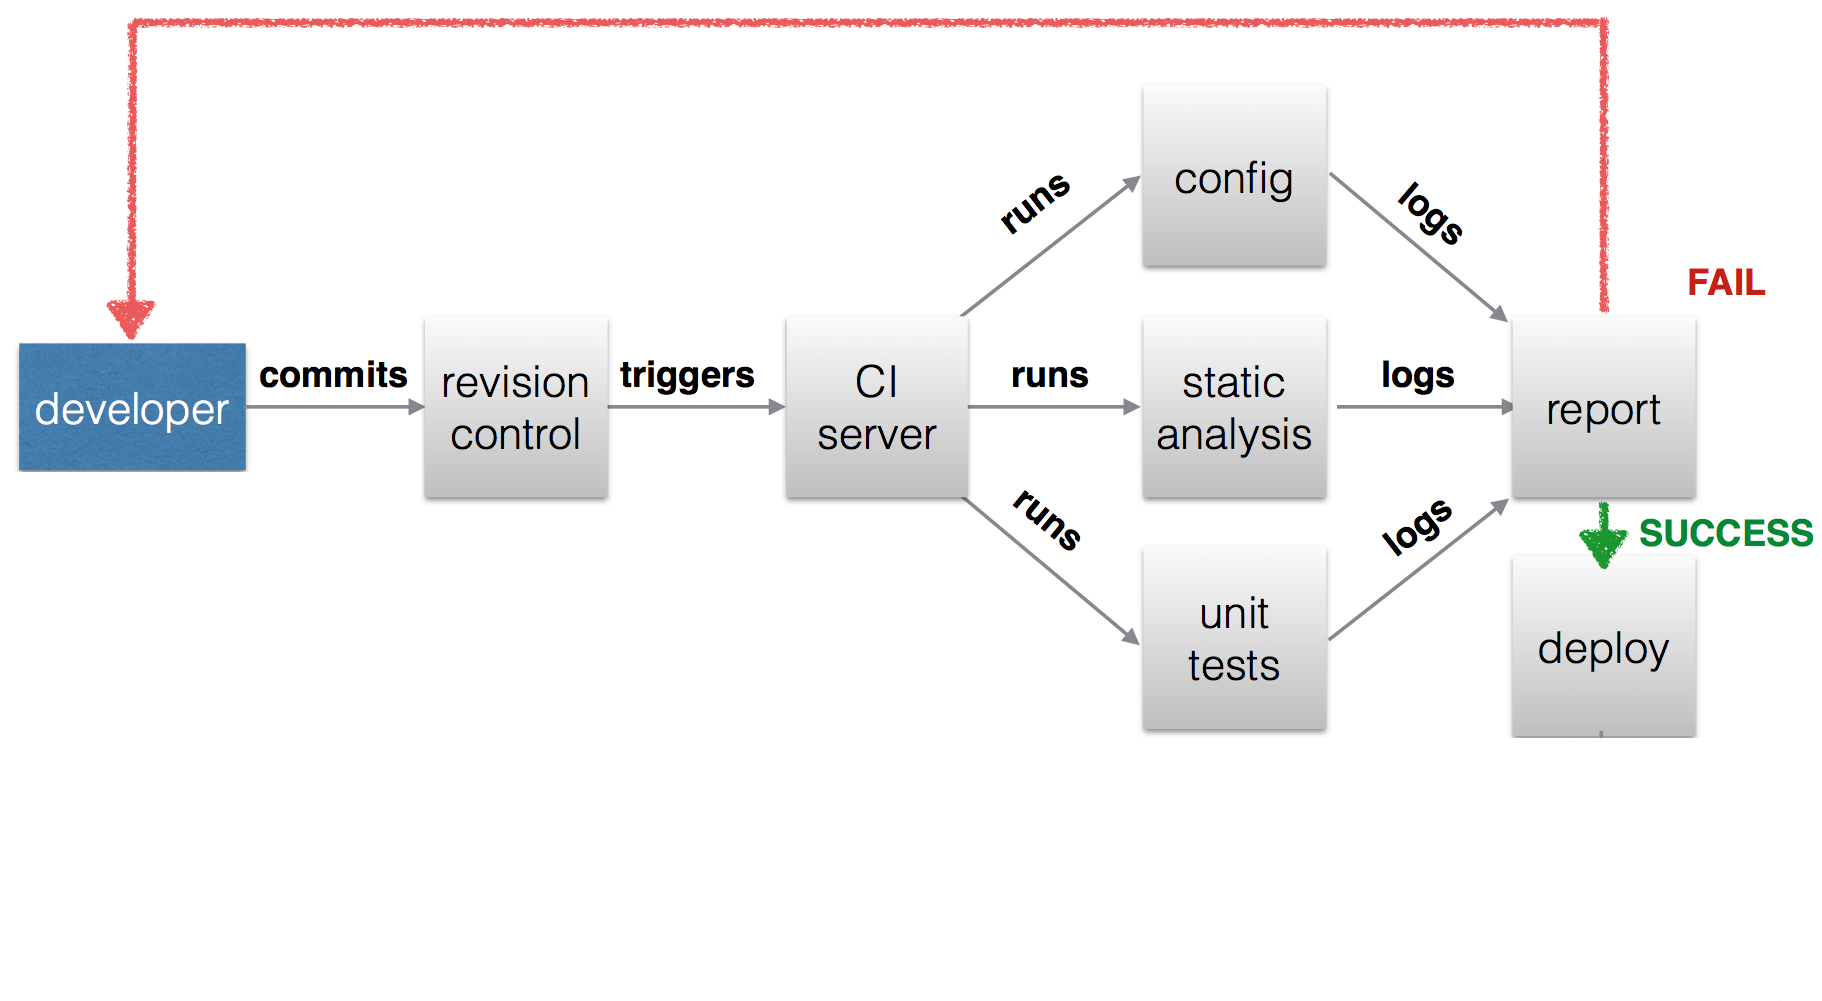 config
runs
logs
FAIL
developer
commits
revision
control
triggers
CI
server
runs
static
analysis
logs
report
runs
logs
SUCCESS
unit
tests
deploy